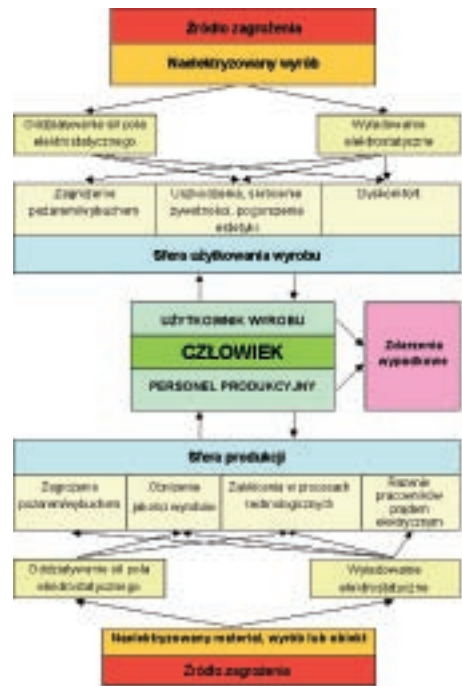 Źródło zagrożenia
Naelektryzowany wyrób
Oddziaływanie sił pola
elektrostatycznego
Wyładowanie
elektrostatyczne
Zagrożenie
pożarem/wybuchem
Uszkodzenia, skrócenie
żywotności, pogorszenie
estetyki
Dyskomfort
Sfera użytkowania wyrobu
UŻYTKOWNIK WYROBU
CZŁOWIEK
PERSONEL PRODUKCYJNY
Zdarzenia
wypadkowe
Sfera produkcji
Zagrożenie
pożarem/wybuchem
Obniżenie
jakości wyrobów
Zakłócenia w procesach
technologicznych
Rażenie
pracowników
prądem
elektrycznym
Oddziaływanie sił pola
elektrostatycznego
Wyładowanie
elektrostatyczne
Naelektryzowany materiał, wyrób lub obiekt
Źródło zagrożenia